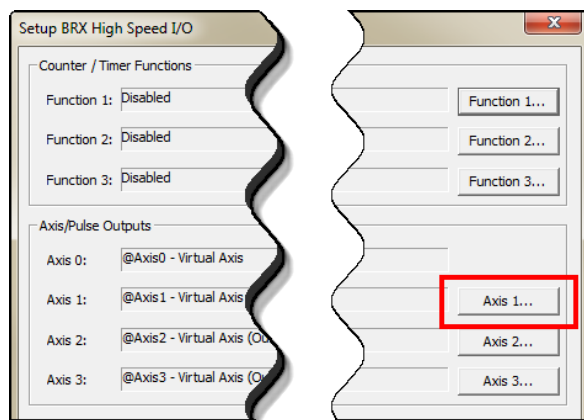 Setup BRX High Speed I/O
Counter / Timer Functions
Function 1: Disabled Function 1...
Function 2: Disabled Function 2...
Function 3: Disabled Function 3...
Axis/Pulse Outputs
Axis 0: @Axis0 - Virtual Axis
Axis 1: @Axis1 - Virtual Axis Axis 1...
Axis 2: @Axis2 - Virtual Axis Axis 2...
Axis 3: @Axis3 - Virtual Axis Axis 3...